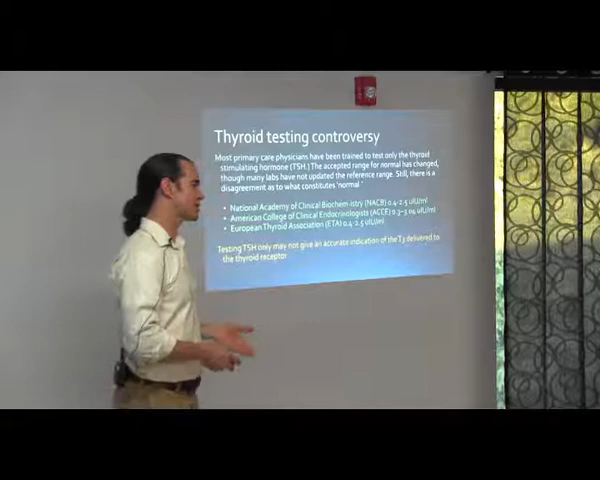 Thyroid testing controversy
Most primary care physicians have been trained to test only the thyroid
stimulating hormone (TSH.) The accepted range for normal has changed,
though many labs have not updated the reference range. Still, there is a
disagreement as to what constitutes 'normal'
• National Academy of Clinical Biochemistry (NACB) 0.4-2.5 uIU/ml
• American College of Clinical Endocrinologists (ACCE) 0.3-3.04 uIU/ml
• European Thyroid Association (ETA) 0.4-2.5 uIU/ml
Testing TSH only may not give an accurate indication of the T3 delivered to
the thyroid receptor